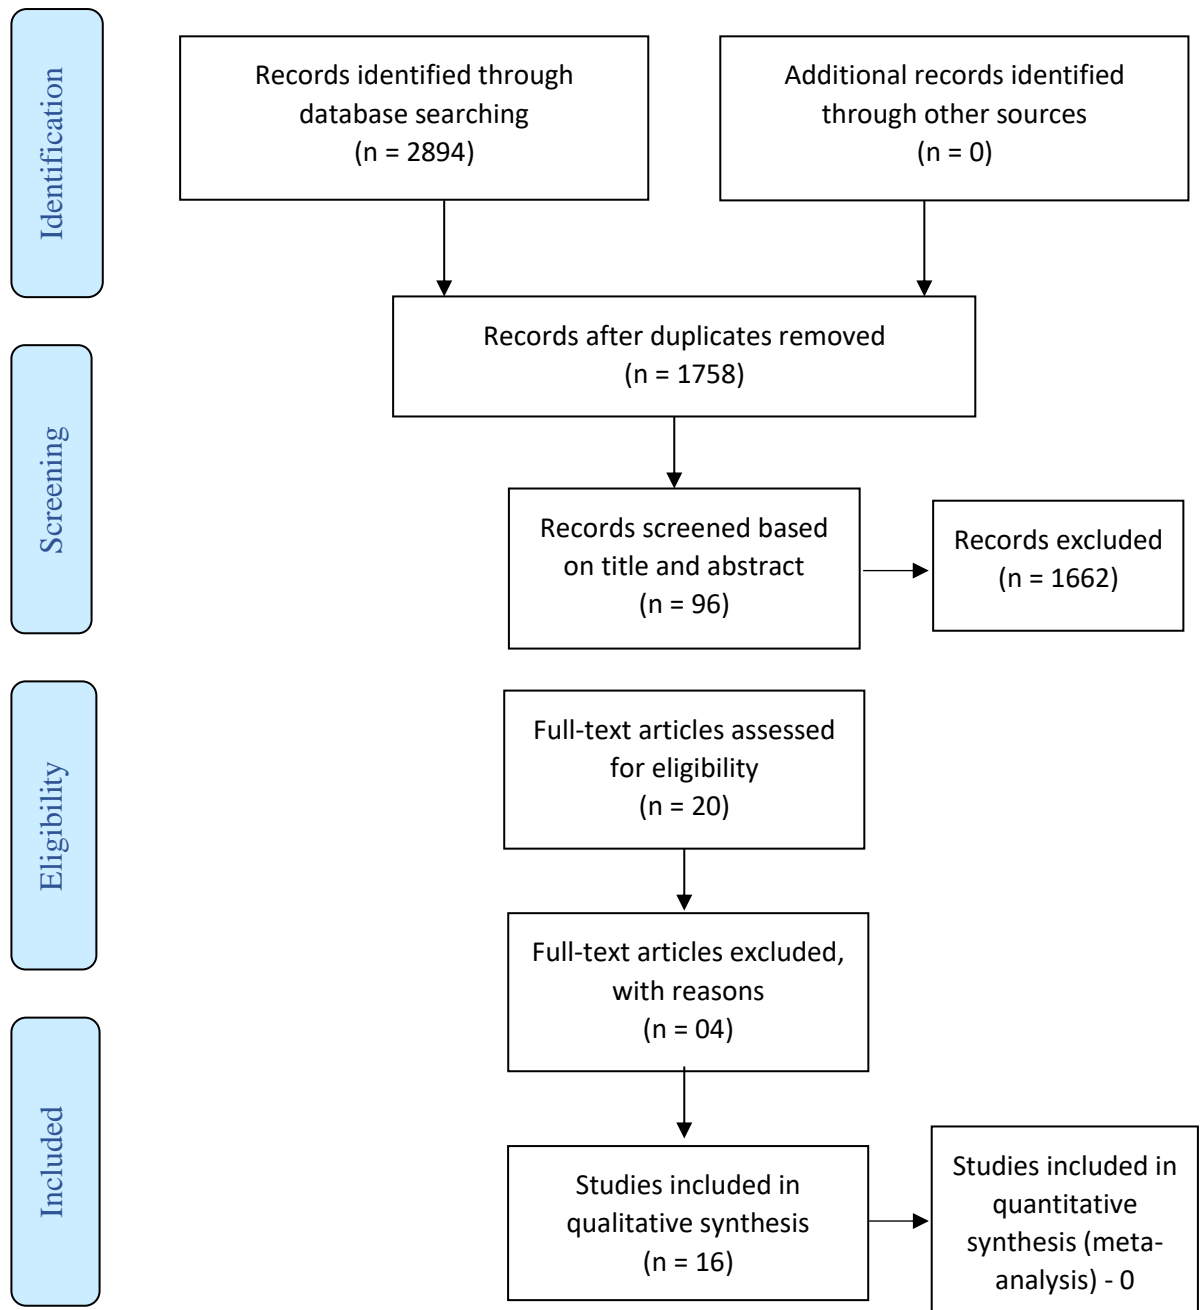 Identification
Records identified through
database searching
(n = 2894)
Additional records identified
through other sources
(n = 0)
Records after duplicates removed
(n = 1758)
Screening
Records screened based
on title and abstract
(n = 96)
Records excluded
(n = 1662)
Eligibility
Full-text articles assessed
for eligibility
(n = 20)
Full-text articles excluded,
with reasons
(n = 04)
Included
Studies included in
qualitative synthesis
(n = 16)
Studies included in
quantitative
synthesis (meta-
analysis) - 0